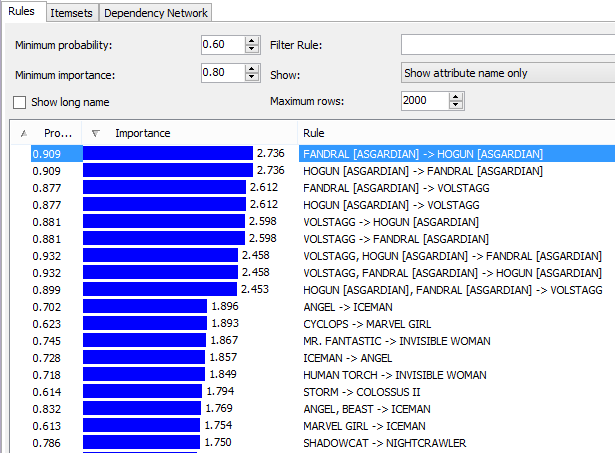 Rules Itemsets Dependency Network
Minimum probability: 0.60 Filter Rule:
Minimum importance: 0.80 Show: Show attribute name only
Show long name Maximum rows: 2000
Pro... Importance Rule
0.909 2.736 FANDRAL [ASGARDIAN] -> HOGUN [ASGARDIAN]
0.909 2.736 HOGUN [ASGARDIAN] -> FANDRAL [ASGARDIAN]
0.877 2.612 FANDRAL [ASGARDIAN] -> VOLSTAGG
0.877 2.612 HOGUN [ASGARDIAN] -> VOLSTAGG
0.881 2.598 VOLSTAGG -> HOGUN [ASGARDIAN]
0.881 2.598 VOLSTAGG -> FANDRAL [ASGARDIAN]
0.932 2.458 VOLSTAGG, HOGUN [ASGARDIAN] -> FANDRAL [ASGARDIAN]
0.932 2.458 VOLSTAGG, FANDRAL [ASGARDIAN] -> HOGUN [ASGARDIAN]
0.899 2.453 HOGUN [ASGARDIAN], FANDRAL [ASGARDIAN] -> VOLSTAGG
0.702 1.896 ANGEL -> ICEMAN
0.623 1.893 CYCLOPS -> MARVEL GIRL
0.745 1.867 MR. FANTASTIC -> INVISIBLE WOMAN
0.728 1.857 ICEMAN -> ANGEL
0.718 1.849 HUMAN TORCH -> INVISIBLE WOMAN
0.614 1.794 STORM -> COLOSSUS II
0.832 1.769 ANGEL, BEAST -> ICEMAN
0.613 1.754 MARVEL GIRL -> ICEMAN
0.786 1.750 SHADOWCAT -> NIGHTCRAWLER